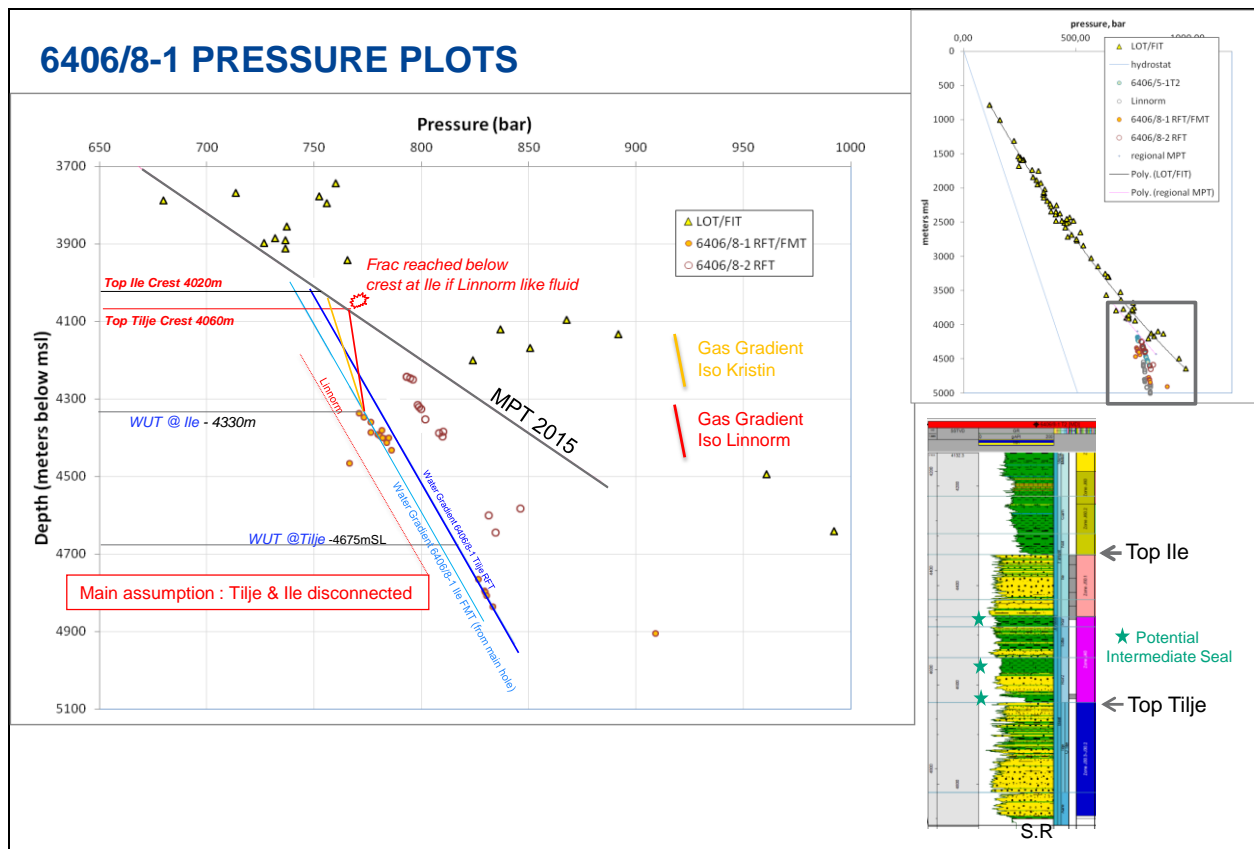 6406/8-1 PRESSURE PLOTS
Pressure (bar)
650
700
750
800
850
900
950
1000
Depth (meters below msl)
3700
3900
4100
4300
4500
4700
4900
5100
LOT/FIT
6406/8-1 RFT/FMT
6406/8-2 RFT
Frac reached below
crest at Ile if Linnorm like fluid
Top Ile Crest 4020m
Top Tilje Crest 4060m
Gas Gradient
Iso Kristin
Gas Gradient
Iso Linnorm
MPT 2015
Linnorm
WUT @ Ile - 4330m
WUT @Tilje -4675mSL
Water Gradient 6406/8-1 Tilje RFT
Water Gradient 6406/8-1 Ile FMT (from main hole)
Main assumption : Tilje & Ile disconnected
pressure, bar
0,00
500,00
1000,00
meters msl
0
500
1000
1500
2000
2500
3000
3500
4000
4500
5000
LOT/FIT
hydrostat
6406/5-1T2
Linnorm
6406/8-1 RFT/FMT
6406/8-2 RFT
regional MPT
Poly. (LOT/FIT)
Poly. (regional MPT)
Top Ile
Potential
Intermediate Seal
Top Tilje
S.R